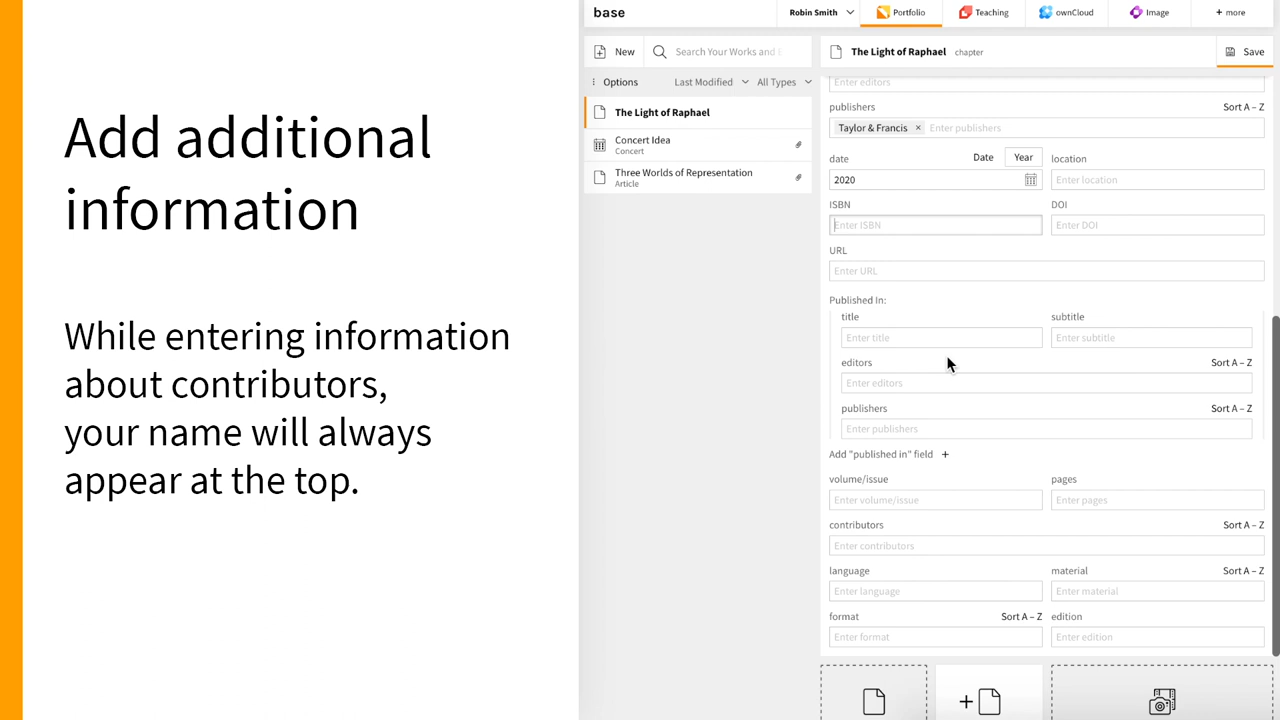 Add additional
information
While entering information
about contributors,
your name will always
appear at the top.
base
Robin Smith
Portfolio
Teaching
ownCloud
Image
+ more
New
Search Your Works and
The Light of Raphael chapter
Save
Options
Last Modified
All Types
The Light of Raphael
Concert Idea
Concert
Three Worlds of Representation
Article
Enter editors
publishers
Sort A – Z
Taylor & Francis ×
Enter publishers
date
Date
Year
location
2020
Enter location
ISBN
DOI
Enter ISBN
Enter DOI
URL
Enter URL
Published In:
title
subtitle
Enter title
Enter subtitle
editors
Sort A – Z
Enter editors
publishers
Sort A – Z
Enter publishers
Add "published in" field +
volume/issue
pages
Enter volume/issue
Enter pages
contributors
Sort A – Z
Enter contributors
language
material
Sort A – Z
Enter language
Enter material
format
Sort A – Z
edition
Enter format
Enter edition